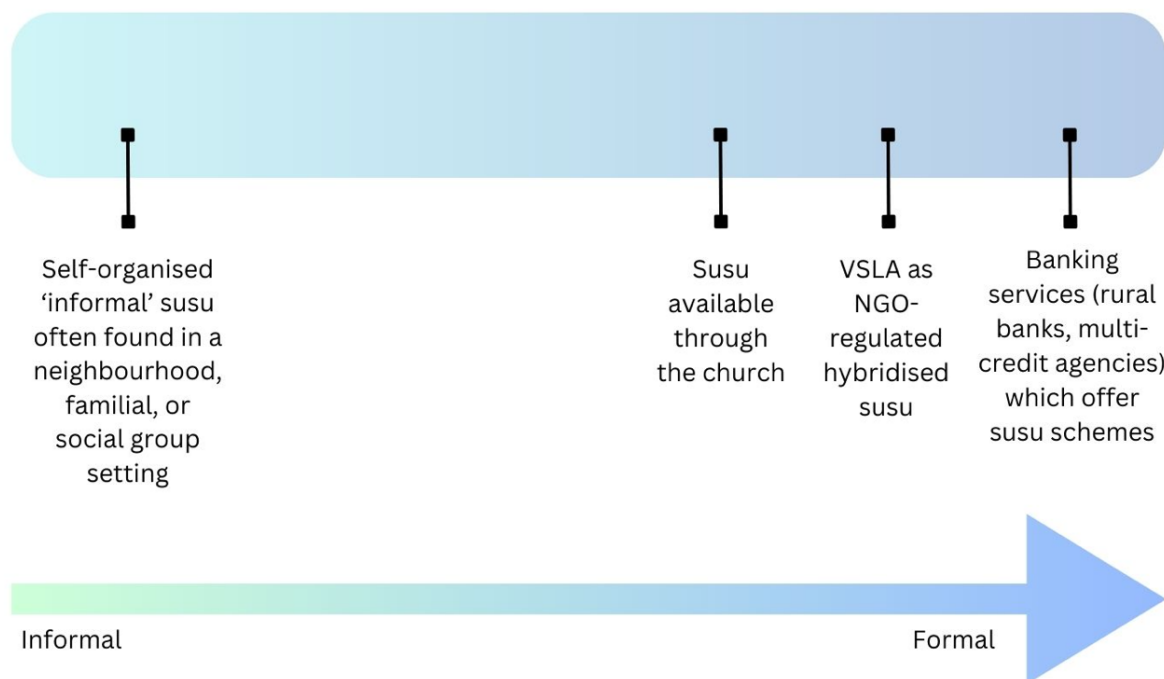 Self-organised
‘informal’ susu
often found in a
neighbourhood,
familial, or
social group
setting
Susu
available
through
the church
VSLA as
NGO-
regulated
hybridised
susu
Banking
services (rural
banks, multi-
credit agencies)
which offer
susu schemes
Informal
Formal